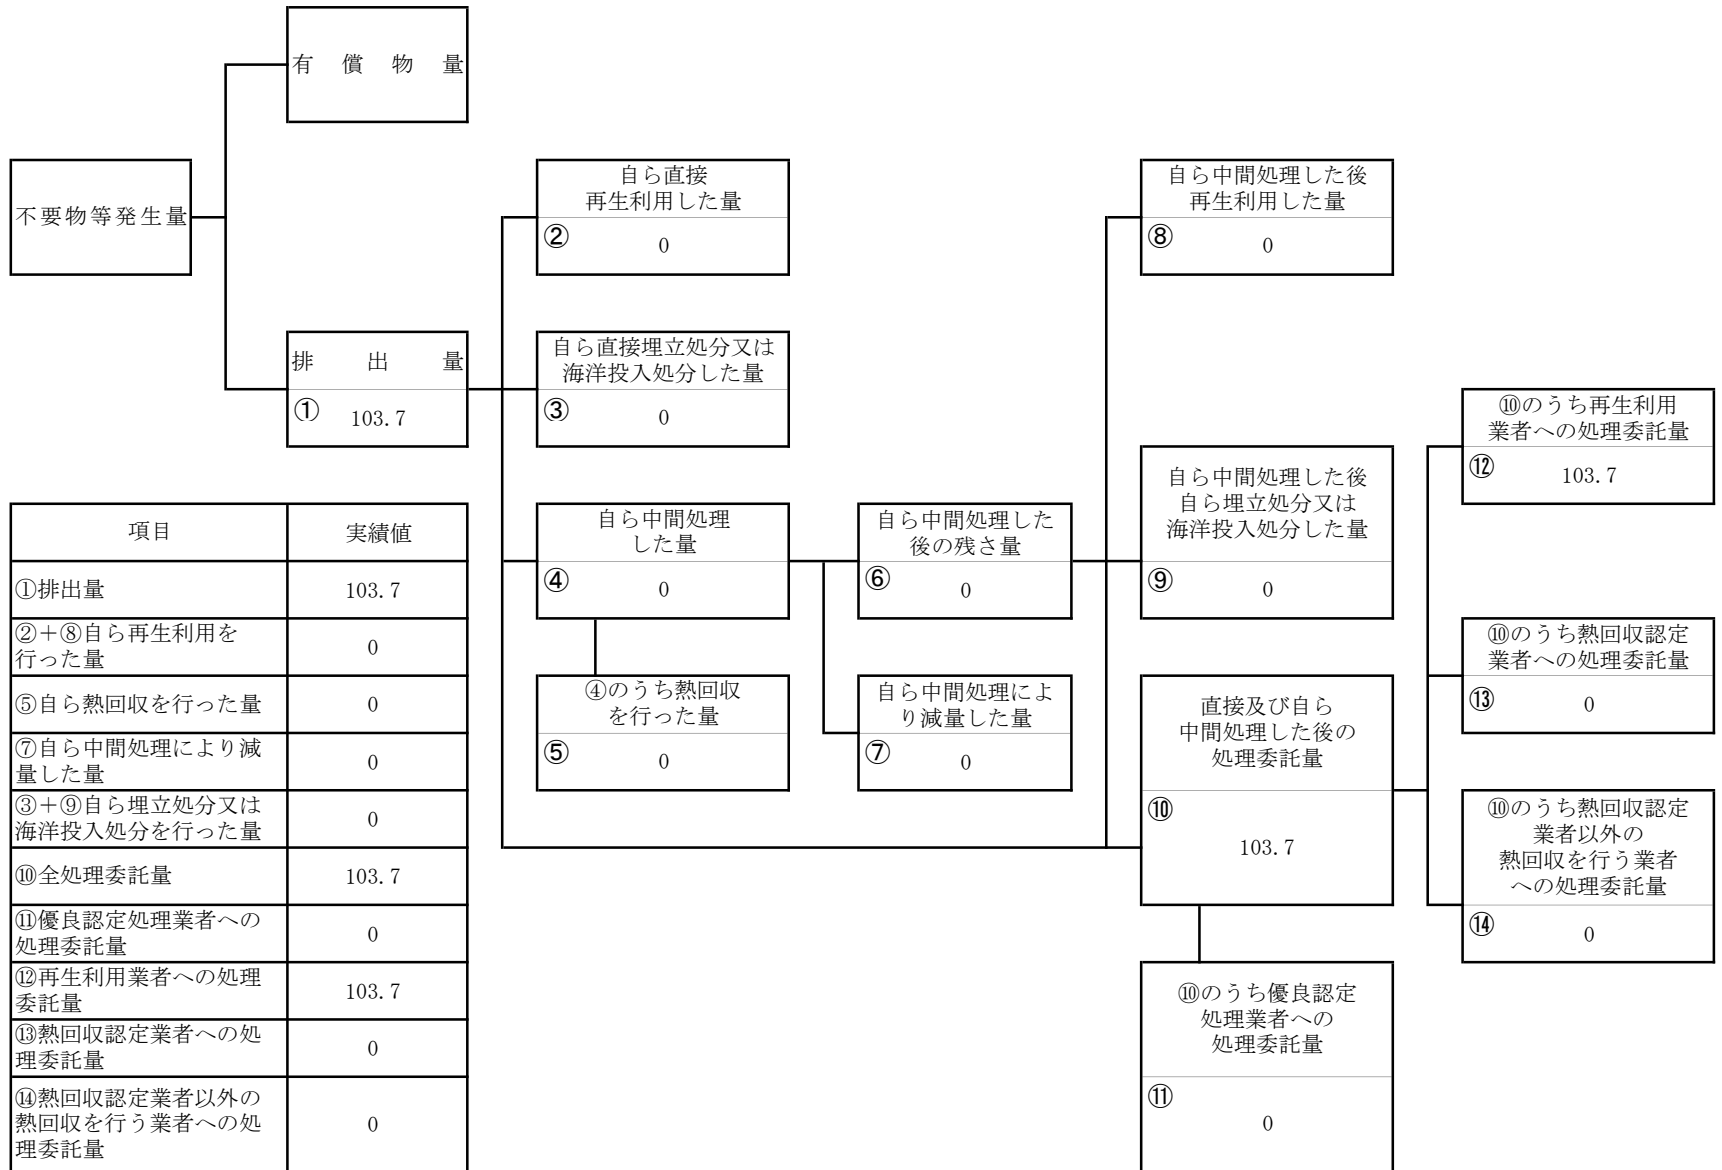 有償物量
不要物等発生量
自ら直接
再生利用した量
②
0
自ら中間処理した後
再生利用した量
⑧
0
排出量
①
103.7
自ら直接埋立処分又は
海洋投入処分した量
③
0
⑩のうち再生利用
業者への処理委託量
⑫
103.7
自ら中間処理
した量
④
0
自ら中間処理した
後の残さ量
⑥
0
自ら中間処理した後
自ら埋立処分又は
海洋投入処分した量
⑨
0
⑩のうち熱回収認定
業者への処理委託量
⑬
0
④のうち熱回収
を行った量
⑤
0
自ら中間処理によ
り減量した量
⑦
0
直接及び自ら
中間処理した後の
処理委託量
⑩
103.7
⑩のうち熱回収認定
業者以外の
熱回収を行う業者
への処理委託量
⑭
0
⑩のうち優良認定
処理業者への
処理委託量
⑪
0
項目 実績値
①排出量 103.7
②＋⑧自ら再生利用を
行った量 0
⑤自ら熱回収を行った量 0
⑦自ら中間処理により減
量した量 0
③＋⑨自ら埋立処分又は
海洋投入処分を行った量 0
⑩全処理委託量 103.7
⑪優良認定処理業者への
処理委託量 0
⑫再生利用業者への処理
委託量 103.7
⑬熱回収認定業者への処
理委託量 0
⑭熱回収認定業者以外の
熱回収を行う業者への処
理委託量 0